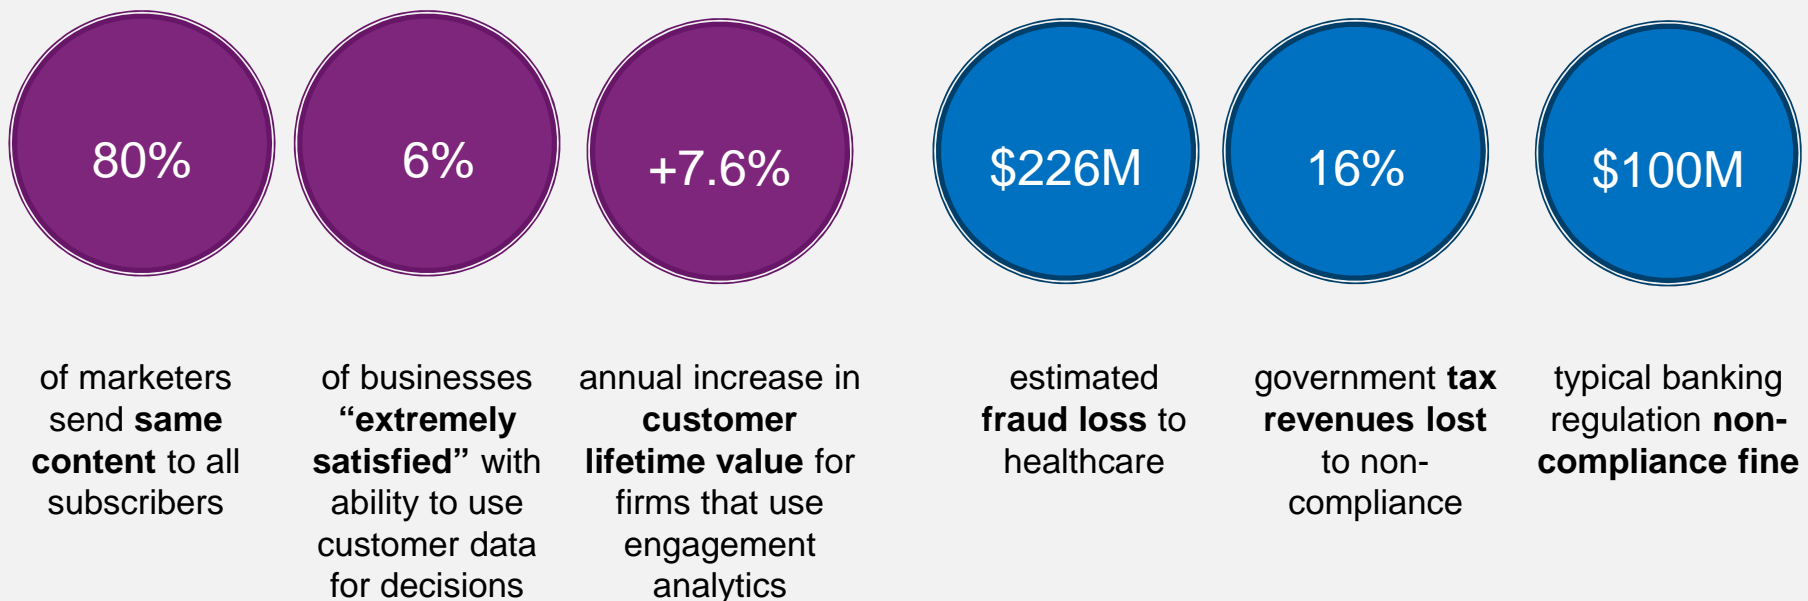 80%
of marketers
send same
content to all
subscribers
6%
of businesses
“extremely
satisfied” with
ability to use
customer data
for decisions
+7.6%
annual increase in
customer
lifetime value for
firms that use
engagement
analytics
$226M
estimated
fraud loss to
healthcare
16%
government tax
revenues lost
to non-
compliance
$100M
typical banking
regulation non-
compliance fine